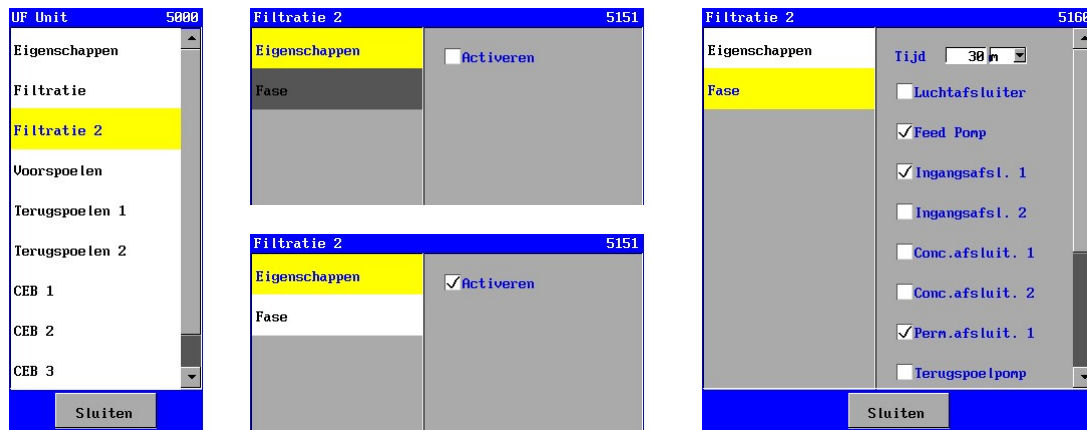 UF Unit 5000
Eigenschappen
Filtratie
Filtratie 2
Voorspoelen
Terugspoelen 1
Terugspoelen 2
CEB 1
CEB 2
CEB 3
Sluiten
Filtratie 2 5151
Eigenschappen
Fase
Activeren
Filtratie 2 5151
Eigenschappen
Fase
Activeren
Filtratie 2 5160
Eigenschappen
Fase
Tijd 30 m
Luchtafsluiter
Feed Pomp
Ingangsafsl. 1
Ingangsafsl. 2
Conc.afsluit. 1
Conc.afsluit. 2
Perm.afsluit. 1
Terugspoelpomp
Sluiten